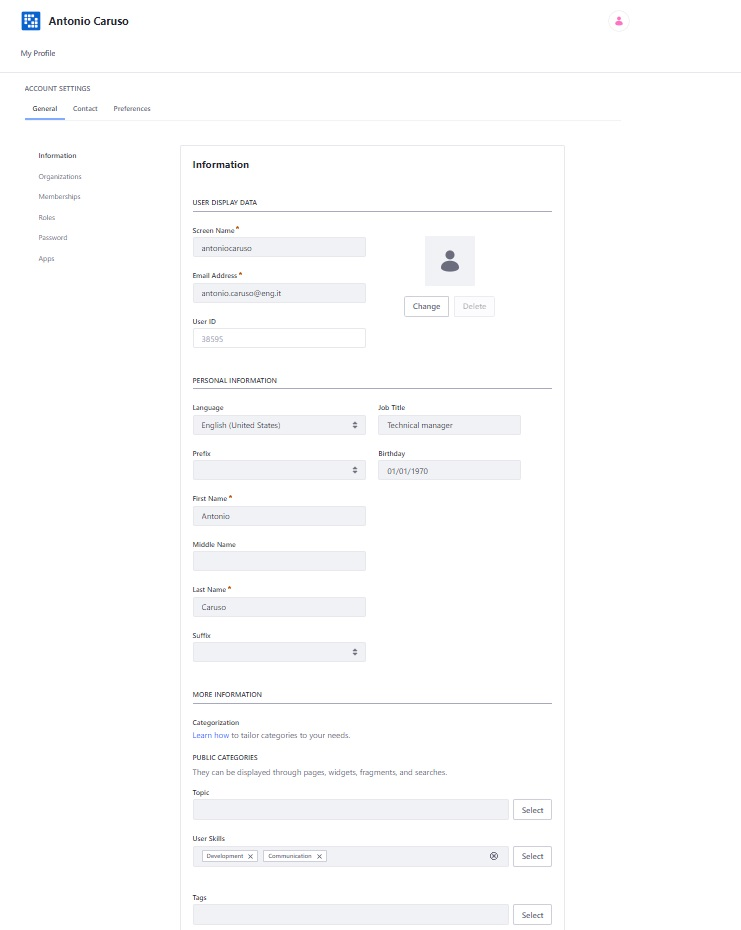 Antonio Caruso
My Profile
ACCOUNT SETTINGS
General Contact Preferences
Information
Organizations
Memberships
Roles
Password
Apps
Information
USER DISPLAY DATA
Screen Name*
antoniocaruso
Email Address*
antonio.caruso@eng.it
Change Delete
User ID
38595
PERSONAL INFORMATION
Language Job Title
English (United States) Technical manager
Prefix Birthday
01/01/1970
First Name*
Antonio
Middle Name
Last Name*
Caruso
Suffix
MORE INFORMATION
Categorization
Learn how to tailor categories to your needs.
PUBLIC CATEGORIES
They can be displayed through pages, widgets, fragments, and searches.
Topic
Select
User Skills
Development Communication Select
Tags
Select